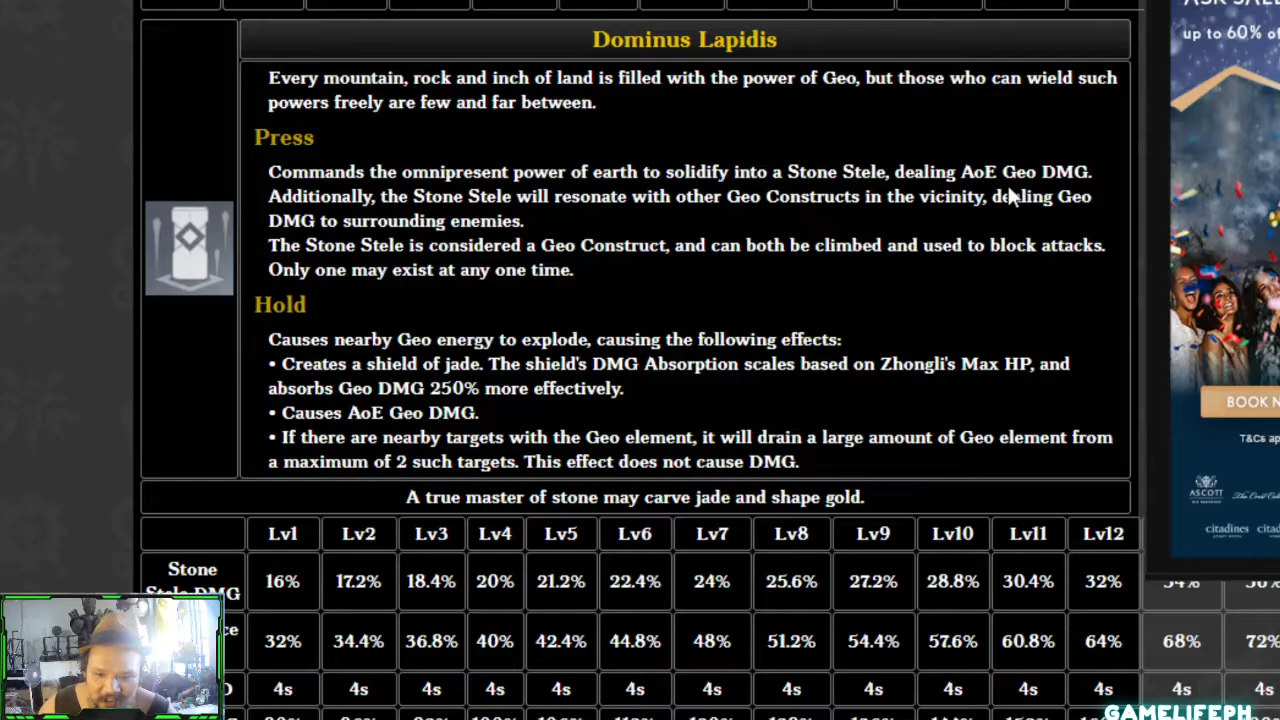 Dominus Lapidis
Every mountain, rock and inch of land is filled with the power of Geo, but those who can wield such
powers freely are few and far between.
Press
Commands the omnipresent power of earth to solidify into a Stone Stele, dealing AoE Geo DMG.
Additionally, the Stone Stele will resonate with other Geo Constructs in the vicinity, dealing Geo
DMG to surrounding enemies.
The Stone Stele is considered a Geo Construct, and can both be climbed and used to block attacks.
Only one may exist at any one time.
Hold
Causes nearby Geo energy to explode, causing the following effects:
• Creates a shield of jade. The shield's DMG Absorption scales based on Zhongli's Max HP, and
absorbs Geo DMG 250% more effectively.
• Causes AoE Geo DMG.
• If there are nearby targets with the Geo element, it will drain a large amount of Geo element from
a maximum of 2 such targets. This effect does not cause DMG.
A true master of stone may carve jade and shape gold.
Lv1 Lv2 Lv3 Lv4 Lv5 Lv6 Lv7 Lv8 Lv9 Lv10 Lv11 Lv12
Stone
Stele DMG 16% 17.2% 18.4% 20% 21.2% 22.4% 24% 25.6% 27.2% 28.8% 30.4% 32%
32% 34.4% 36.8% 40% 42.4% 44.8% 48% 51.2% 54.4% 57.6% 60.8% 64% 68% 72%
4s 4s 4s 4s 4s 4s 4s 4s 4s 4s 4s 4s 4s 4s
up to 60% of
BOOK N
T&Cs ap
ASCOTT
citadines
GAMELIFEPH